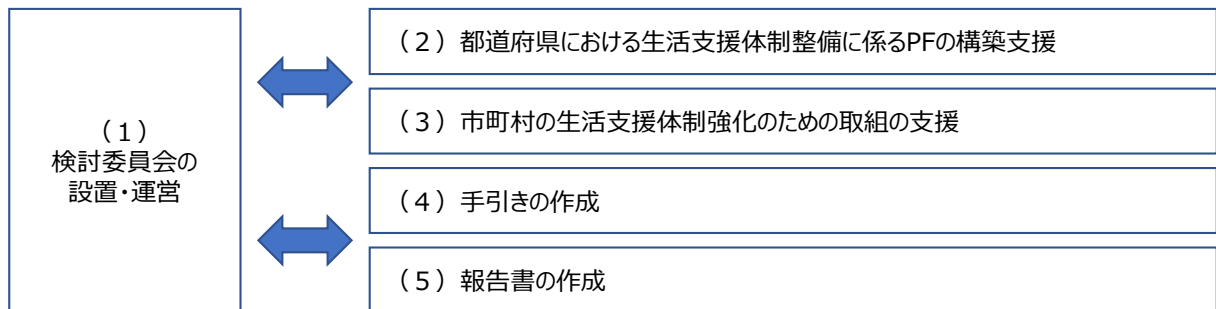 （1）
検討委員会の
設置・運営
（2）都道府県における生活支援体制整備に係るPFの構築支援
（3）市町村の生活支援体制強化のための取組の支援
（4）手引きの作成
（5）報告書の作成